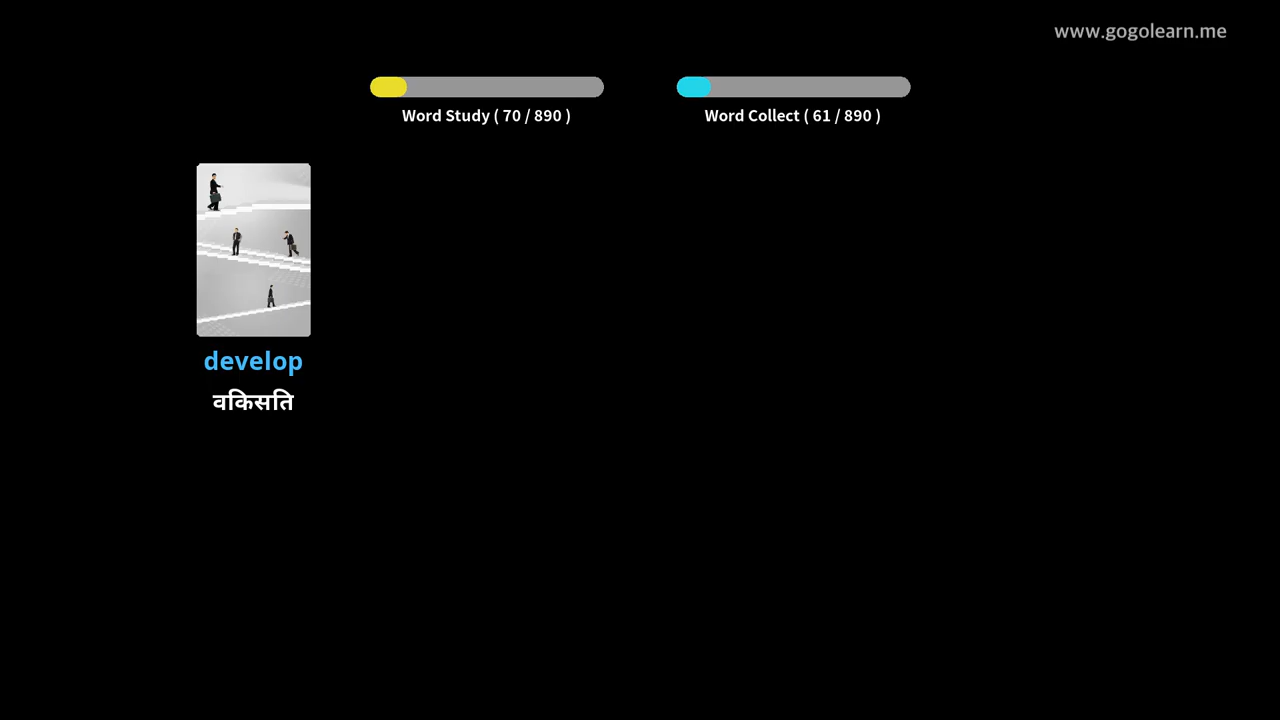 www.gogolearn.me
Word Study ( 70 / 890 )
Word Collect ( 61 / 890 )
develop
वकिसति